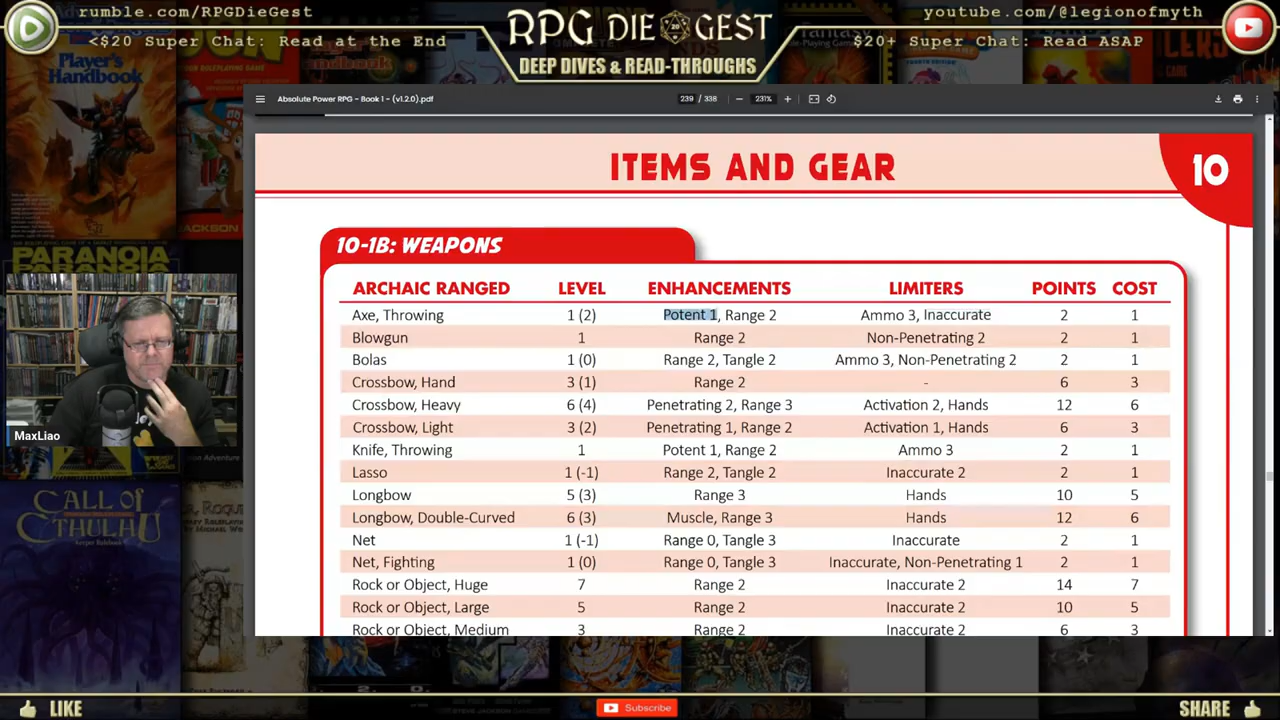 rumble.com/RPGDieGest
<$20 Super Chat: Read at the End
RPG DIE GEST
DEEP DIVES & READ-THROUGHS
youtube.com/@legionofmyth
$20+ Super Chat: Read ASAP
Player's
Handbook
PARANOIA
MaxLiao
CALL OF
CTHULHU
Absolute Power RPG - Book 1 - (v1.2.0).pdf
239 / 338
231%
ITEMS AND GEAR
10
10-1B: WEAPONS
ARCHAIC RANGED LEVEL ENHANCEMENTS LIMITERS POINTS COST
Axe, Throwing 1 (2) Potent 1, Range 2 Ammo 3, Inaccurate 2 1
Blowgun 1 Range 2 Non-Penetrating 2 2 1
Bolas 1 (0) Range 2, Tangle 2 Ammo 3, Non-Penetrating 2 2 1
Crossbow, Hand 3 (1) Range 2 - 6 3
Crossbow, Heavy 6 (4) Penetrating 2, Range 3 Activation 2, Hands 12 6
Crossbow, Light 3 (2) Penetrating 1, Range 2 Activation 1, Hands 6 3
Knife, Throwing 1 Potent 1, Range 2 Ammo 3 2 1
Lasso 1 (-1) Range 2, Tangle 2 Inaccurate 2 2 1
Longbow 5 (3) Range 3 Hands 10 5
Longbow, Double-Curved 6 (3) Muscle, Range 3 Hands 12 6
Net 1 (-1) Range 0, Tangle 3 Inaccurate 2 1
Net, Fighting 1 (0) Range 0, Tangle 3 Inaccurate, Non-Penetrating 1 2 1
Rock or Object, Huge 7 Range 2 Inaccurate 2 14 7
Rock or Object, Large 5 Range 2 Inaccurate 2 10 5
Rock or Object, Medium 3 Range 2 Inaccurate 2 6 3
LIKE
Subscribe
SHARE